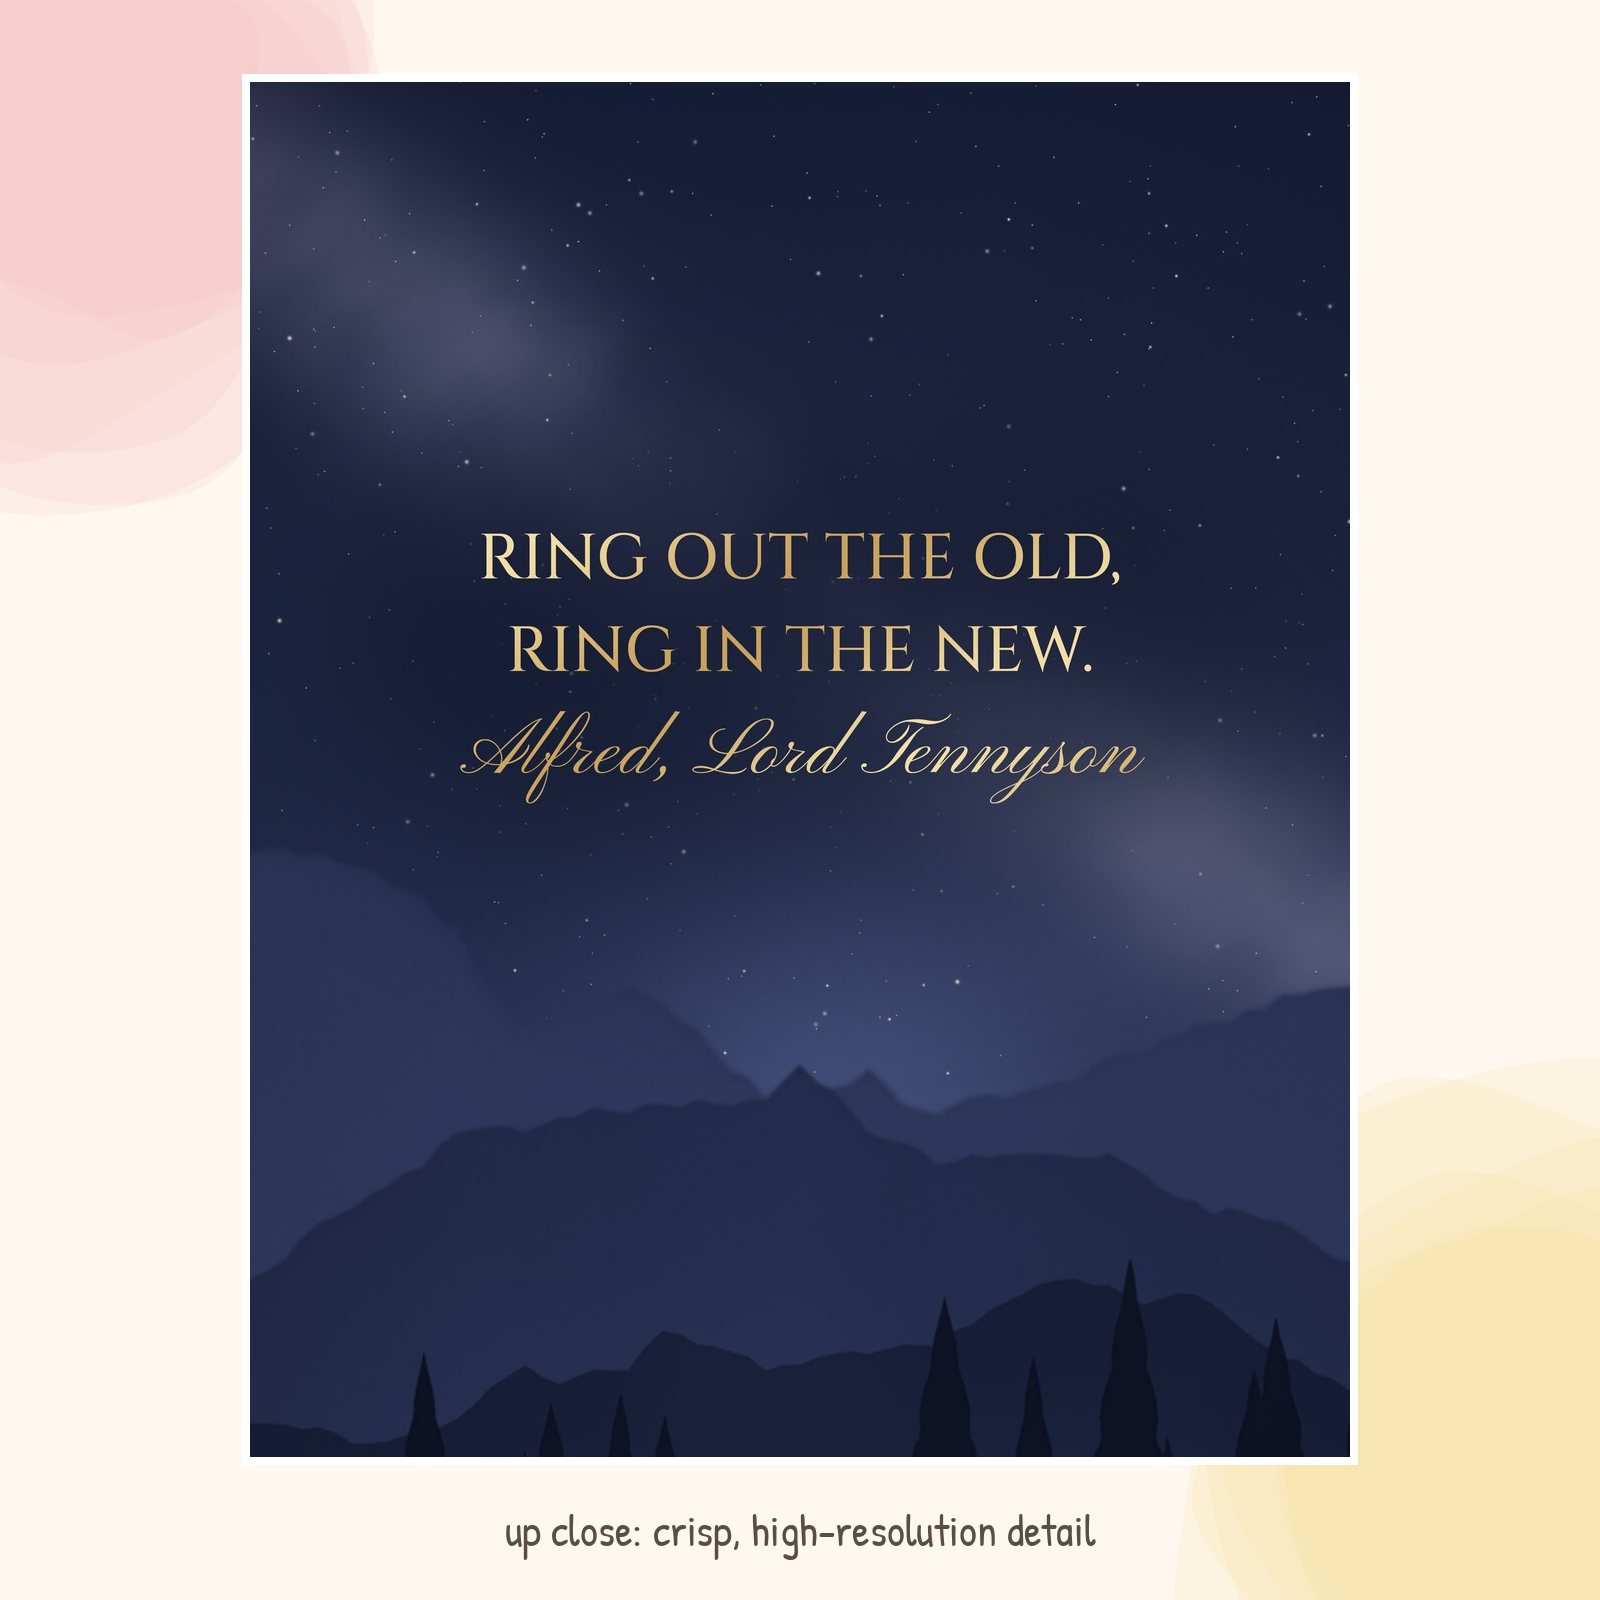 RING OUT THE OLD,
RING IN THE NEW.
Alfred, Lord Tennyson
up close: crisp, high-resolution detail